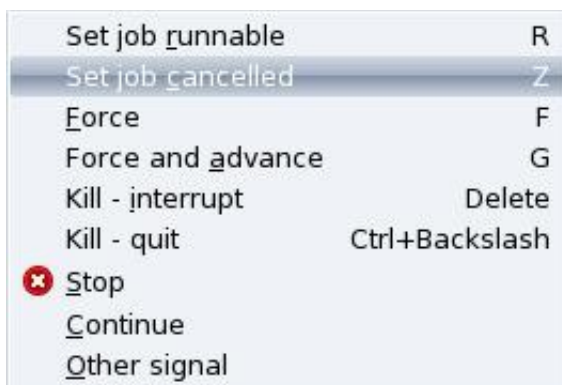 Set job runnable R
Set job cancelled Z
Force F
Force and advance G
Kill - interrupt Delete
Kill - quit Ctrl+Backslash
Stop
Continue
Other signal